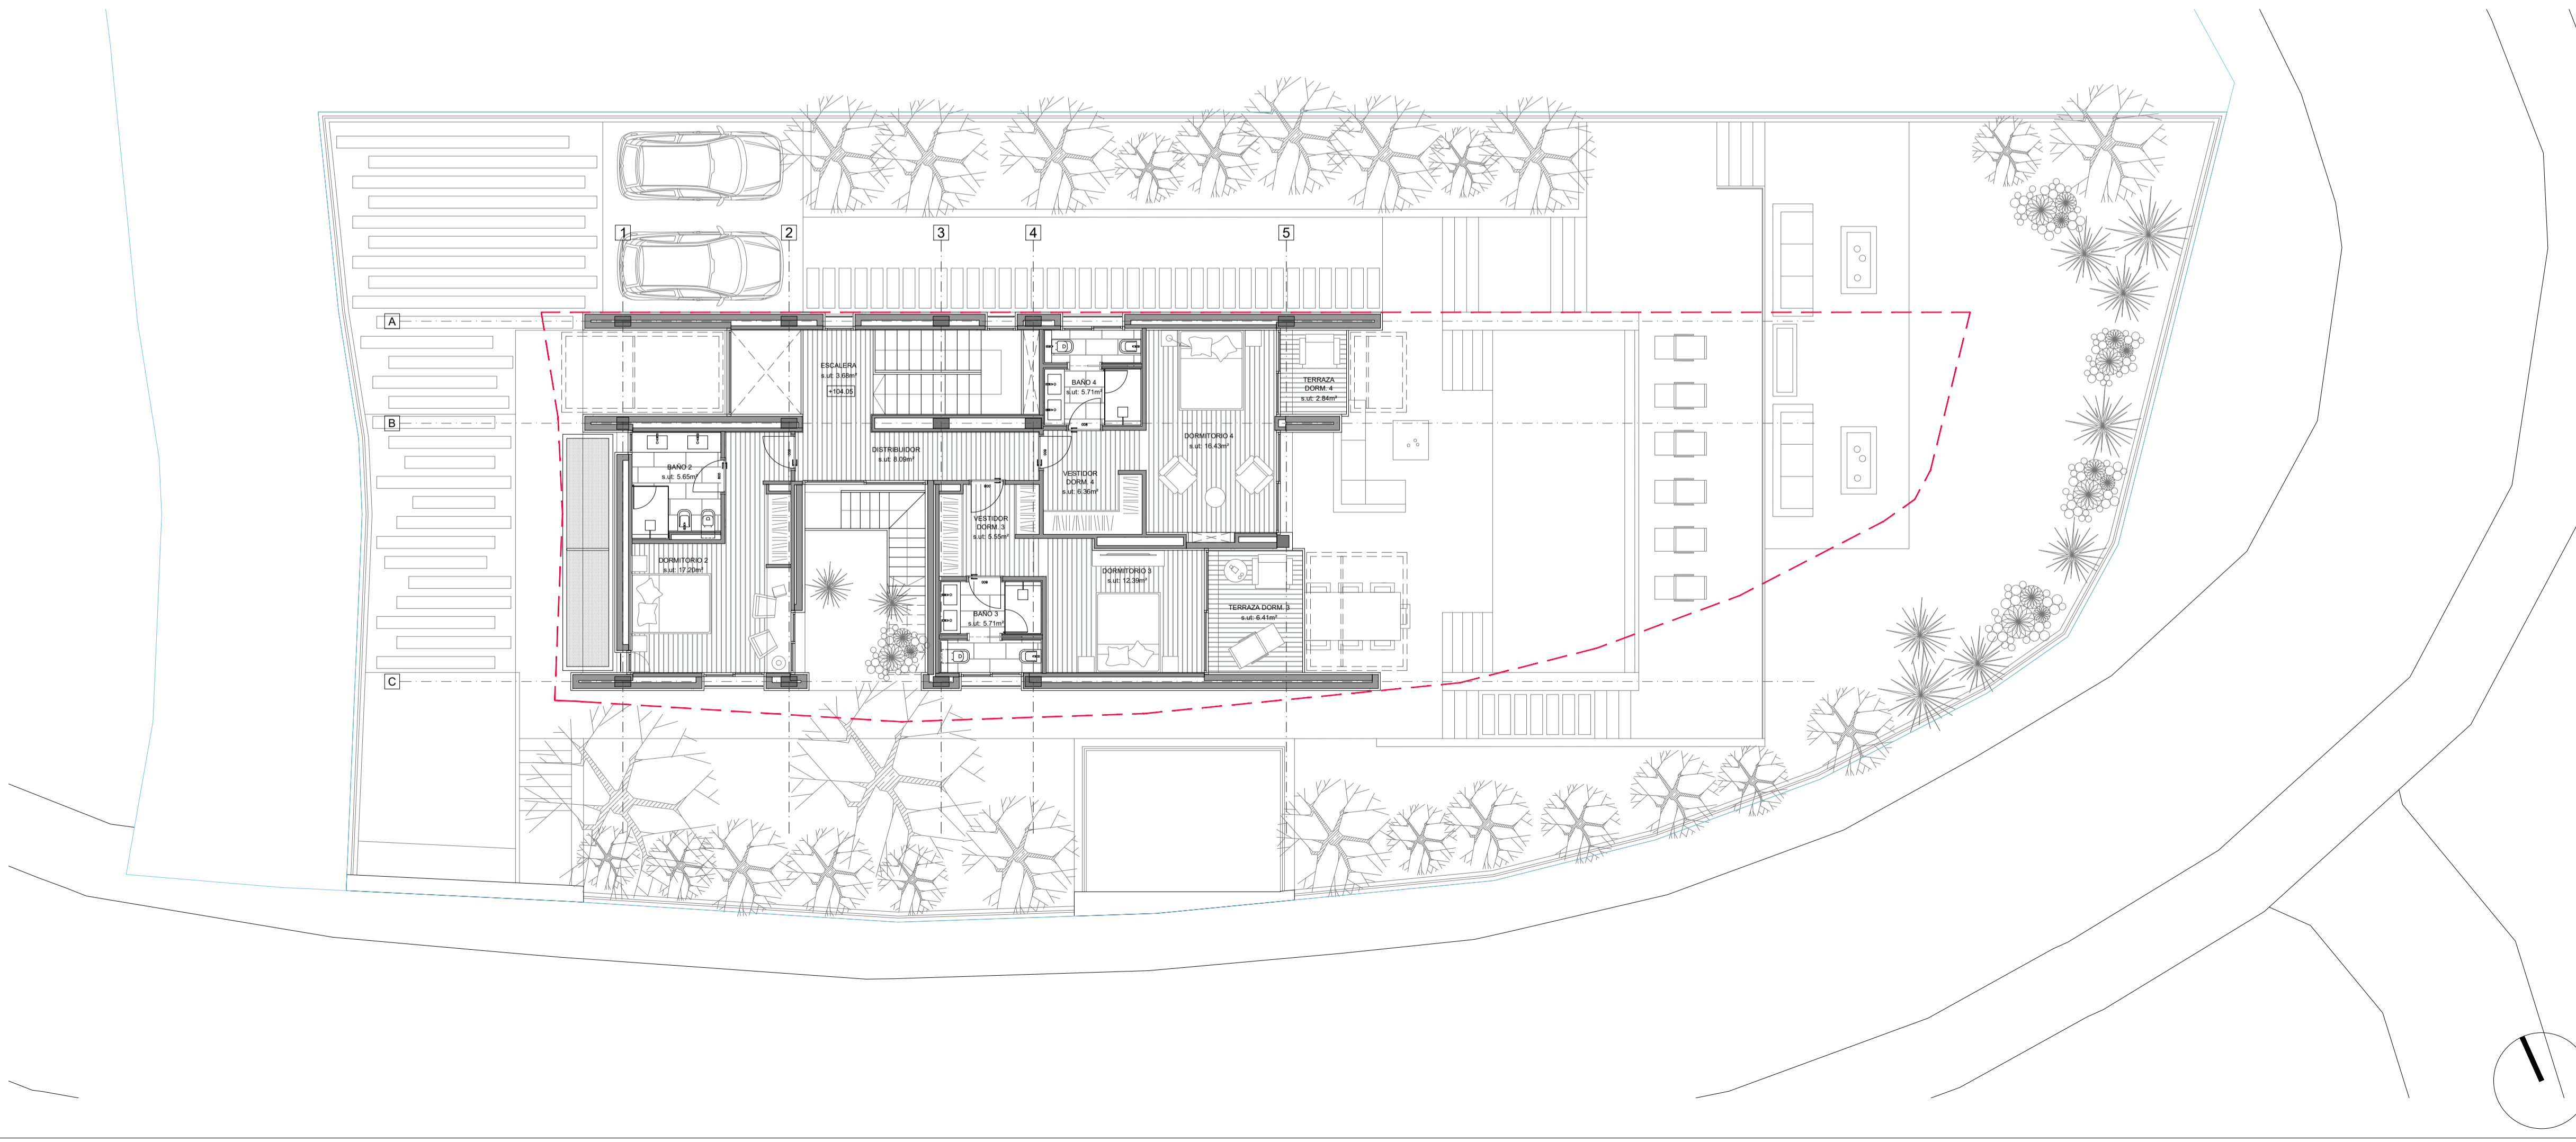 1
2
3
4
5
A
B
C
ESCALERA
s.ut: 3.68m²
+104.05
BAÑO 4
s.ut: 5.71m²
TERRAZA
DORM. 4
s.ut: 2.84m²
DORMITORIO 4
s.ut: 16.43m²
DISTRIBUIDOR
s.ut: 8.09m²
BAÑO 2
s.ut: 5.65m²
VESTIDOR
DORM. 4
s.ut: 6.36m²
VESTIDOR
DORM. 3
s.ut: 5.55m²
DORMITORIO 2
s.ut: 17.20m²
DORMITORIO 3
s.ut: 12.39m²
BAÑO 3
s.ut: 5.71m²
TERRAZA DORM. 3
s.ut: 6.41m²